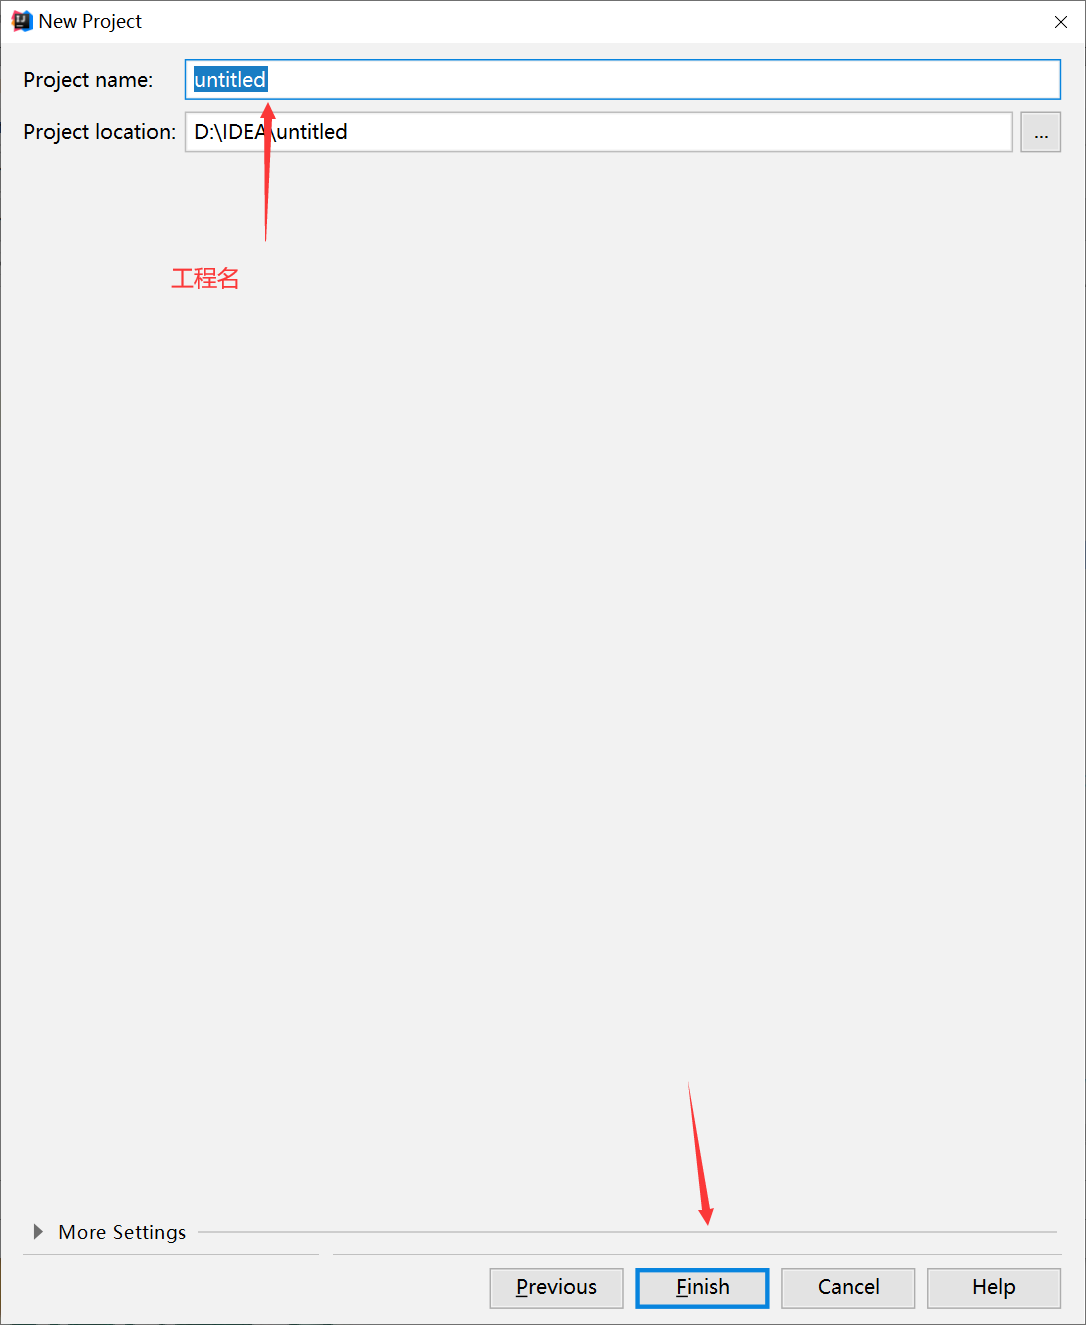 New Project
Project name: untitled
Project location: D:\IDEA\untitled ...
工程名
More Settings
Previous Finish Cancel Help